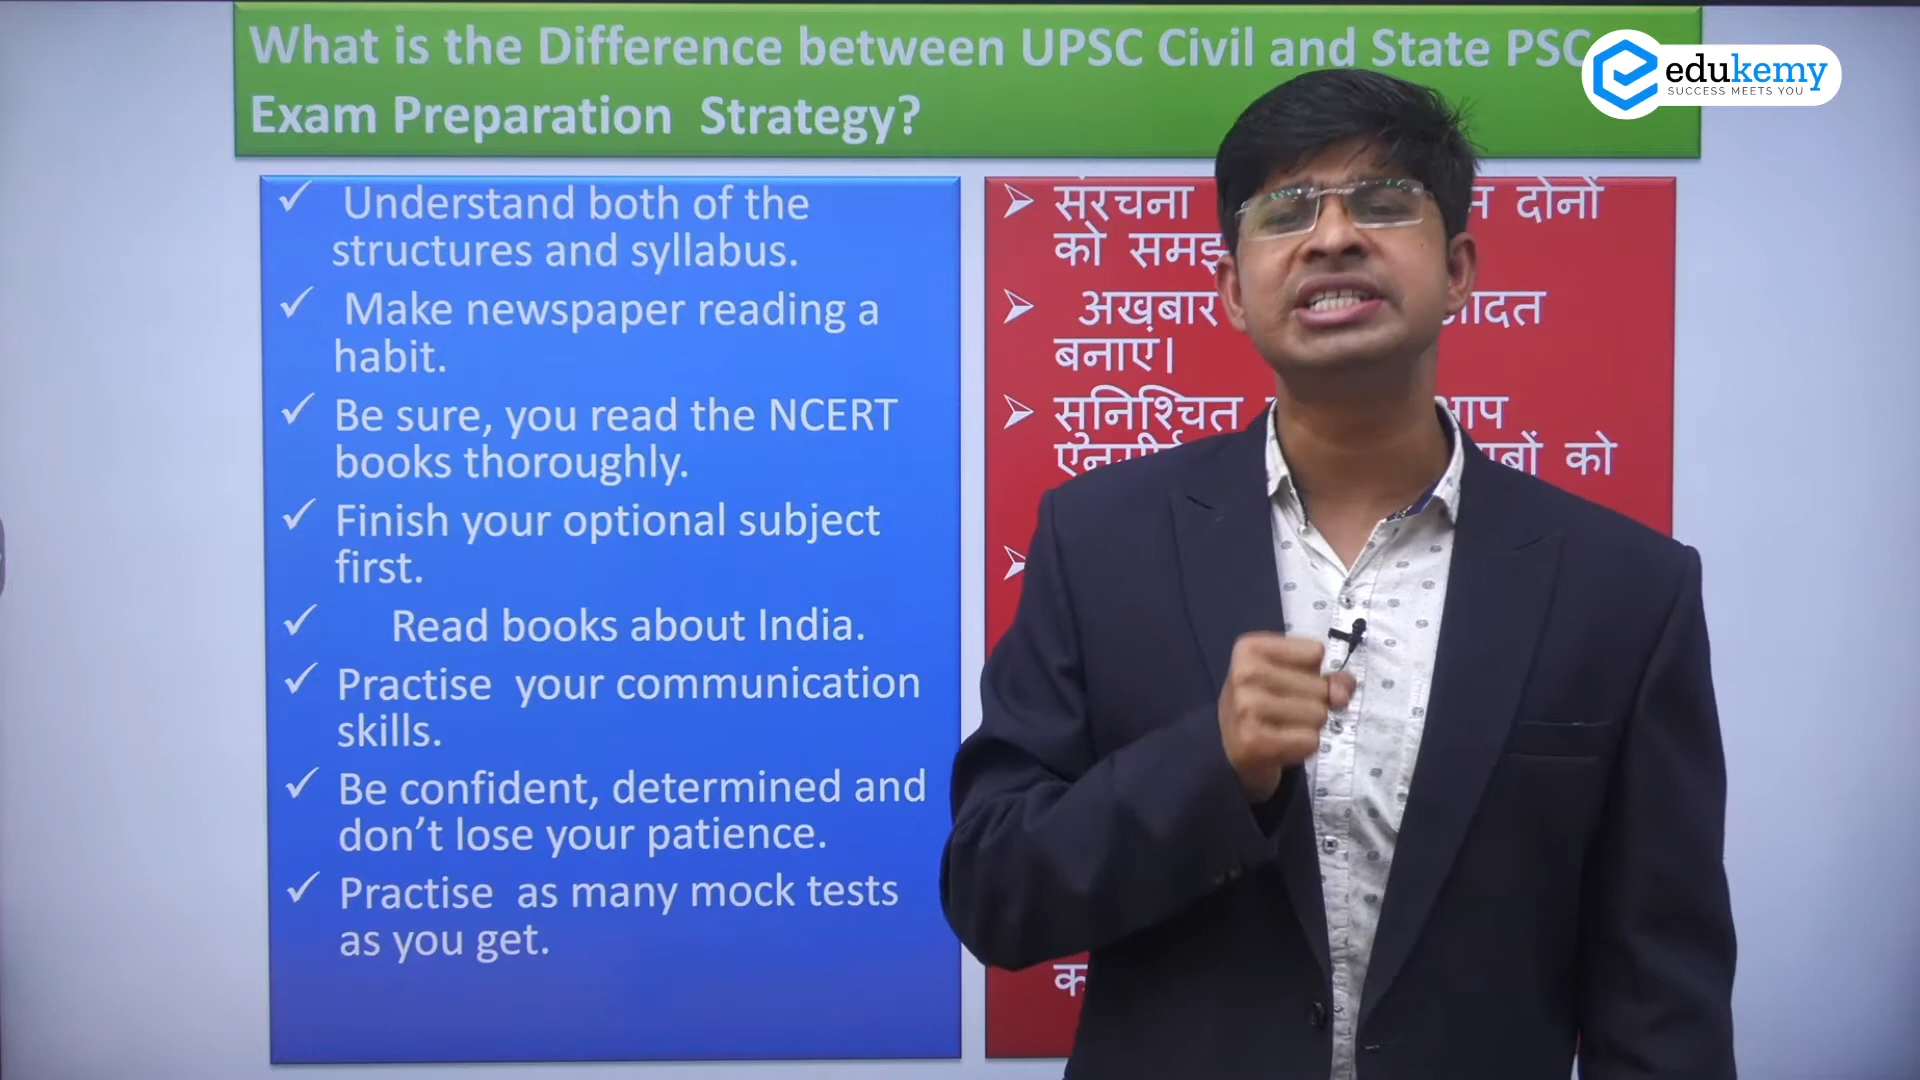 What is the Difference between UPSC Civil and State PSC
Exam Preparation Strategy?
edukemy
SUCCESS MEETS YOU
Understand both of the
structures and syllabus.
Make newspaper reading a
habit.
Be sure, you read the NCERT
books thoroughly.
Finish your optional subject
first.
Read books about India.
Practise your communication
skills.
Be confident, determined and
don’t lose your patience.
Practise as many mock tests
as you get.
संरचना दोनों
को
अख़बार आदत
बनाएं।
सुनिश्चित आप
को